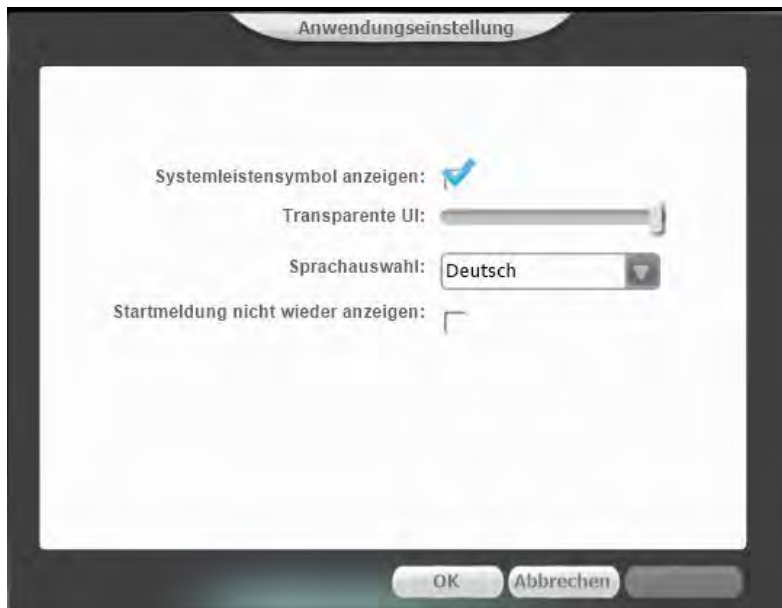 Anwendungseinstellung
Systemleistensymbol anzeigen:
Transparente UI:
Sprachauswahl: Deutsch
Startmeldung nicht wieder anzeigen:
OK Abbrechen